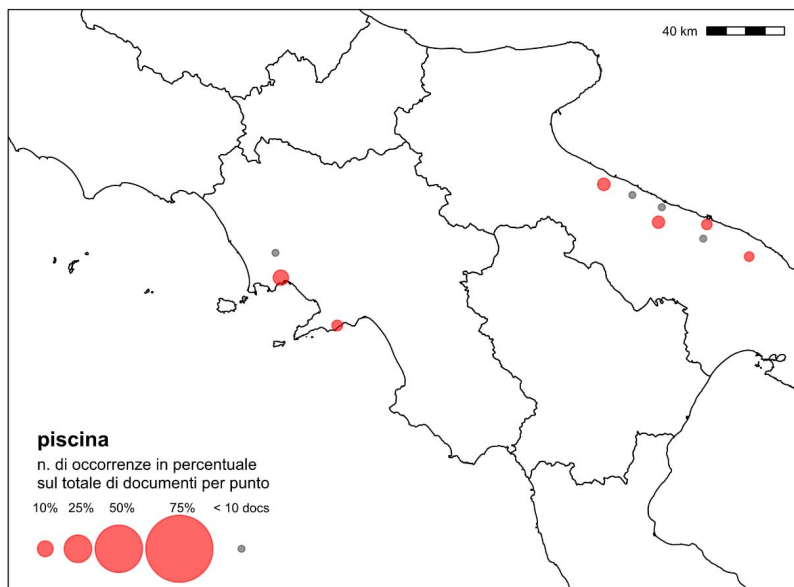 40 km
piscina
n. di occorrenze in percentuale
sul totale di documenti per punto
10% 25% 50% 75% < 10 docs